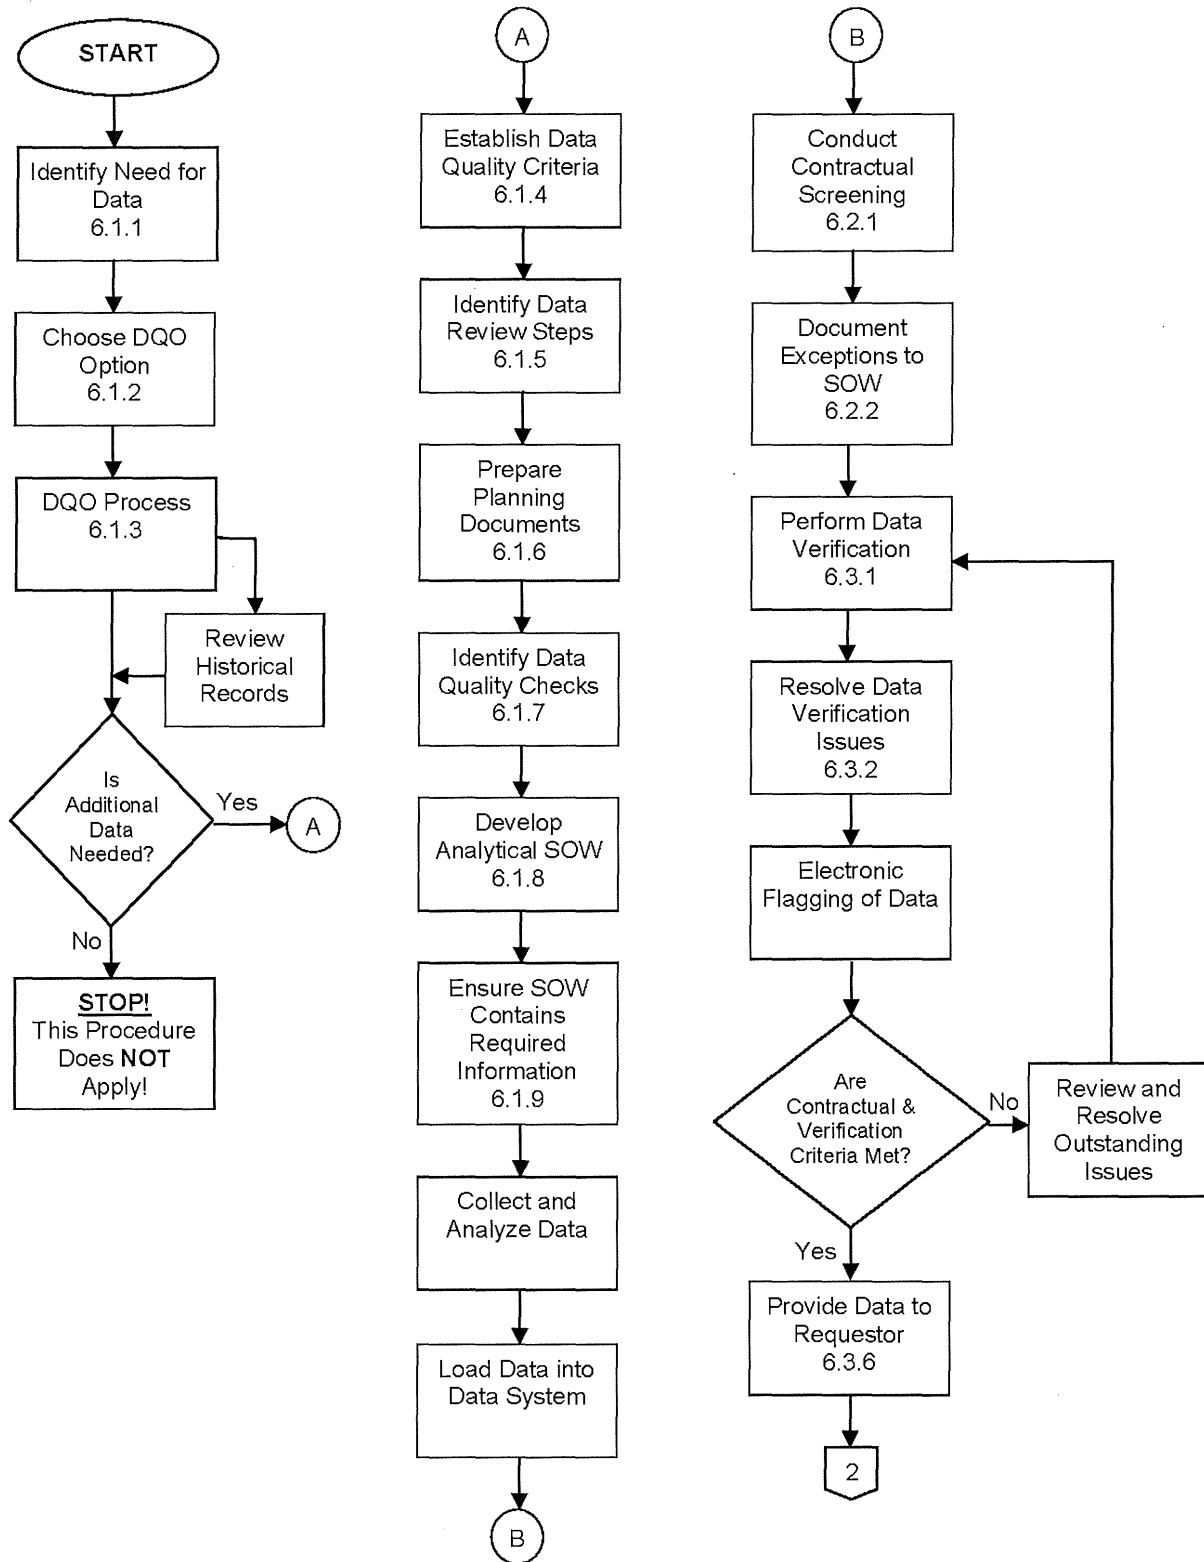 START
Identify Need for
Data
6.1.1
Choose DQO
Option
6.1.2
DQO Process
6.1.3
Review
Historical
Records
Is
Additional
Data
Needed?
Yes
A
No
STOP!
This Procedure
Does NOT
Apply!
A
Establish Data
Quality Criteria
6.1.4
Identify Data
Review Steps
6.1.5
Prepare
Planning
Documents
6.1.6
Identify Data
Quality Checks
6.1.7
Develop
Analytical SOW
6.1.8
Ensure SOW
Contains
Required
Information
6.1.9
Collect and
Analyze Data
Load Data into
Data System
B
B
Conduct
Contractual
Screening
6.2.1
Document
Exceptions to
SOW
6.2.2
Perform Data
Verification
6.3.1
Resolve Data
Verification
Issues
6.3.2
Electronic
Flagging of Data
Are
Contractual &
Verification
Criteria Met?
No
Review and
Resolve
Outstanding
Issues
Yes
Provide Data to
Requestor
6.3.6
2